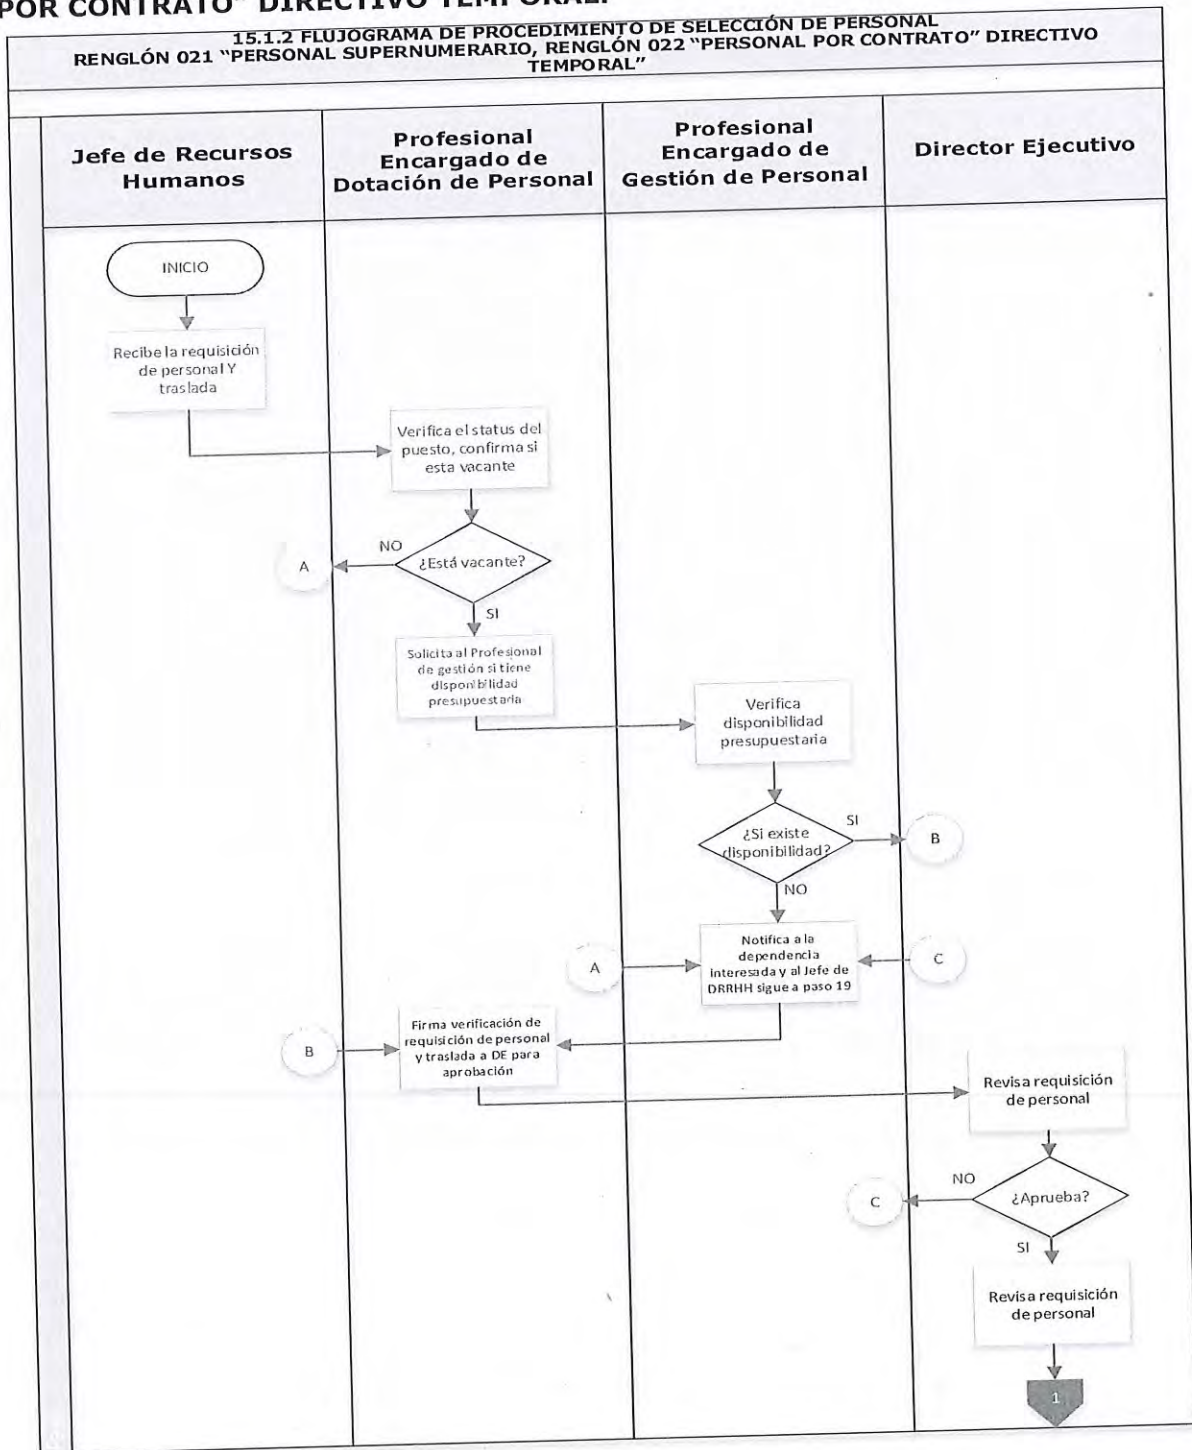 POR CONTRATO" DIRECTIVO TEMPORAL.
15.1.2 FLUJOGRAMA DE PROCEDIMIENTO DE SELECCIÓN DE PERSONAL
RENGLÓN 021 "PERSONAL SUPERNUMERARIO, RENGLÓN 022 "PERSONAL POR CONTRATO" DIRECTIVO
TEMPORAL"
Jefe de Recursos
Humanos
Profesional
Encargado de
Dotación de Personal
Profesional
Encargado de
Gestión de Personal
Director Ejecutivo
INICIO
Recibe la requisición
de personal Y
traslada
Verifica el status del
puesto, confirma si
esta vacante
¿Está vacante?
NO
A
SI
Solicita al Profesional
de gestión si tiene
disponibilidad
presupuestaria
Verifica
disponibilidad
presupuestaria
¿Si existe
disponibilidad?
SI
B
NO
A
Notifica a la
dependencia
interesada y al Jefe de
DRRHH sigue a paso 19
C
B
Firma verificación de
requisición de personal
y traslada a DE para
aprobación
Revisa requisición
de personal
¿Aprueba?
NO
C
SI
Revisa requisición
de personal
1